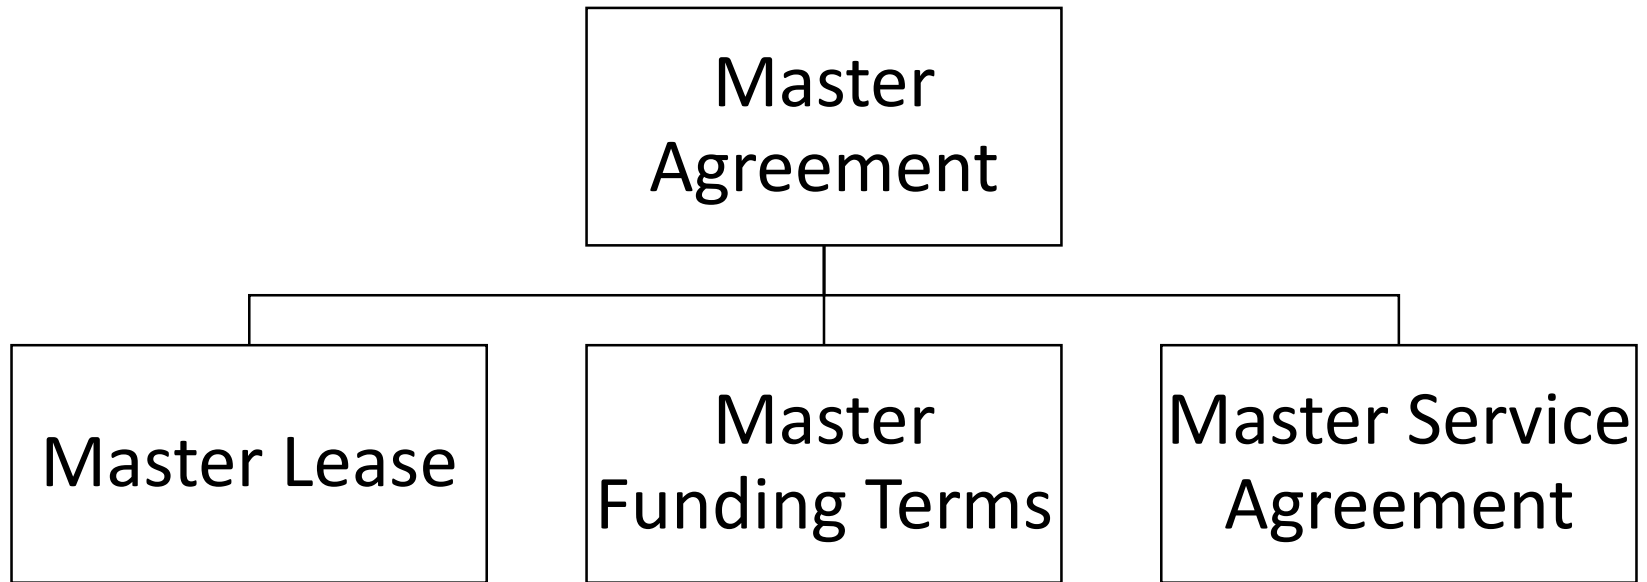 Master
Agreement
Master Lease
Master
Funding Terms
Master Service
Agreement